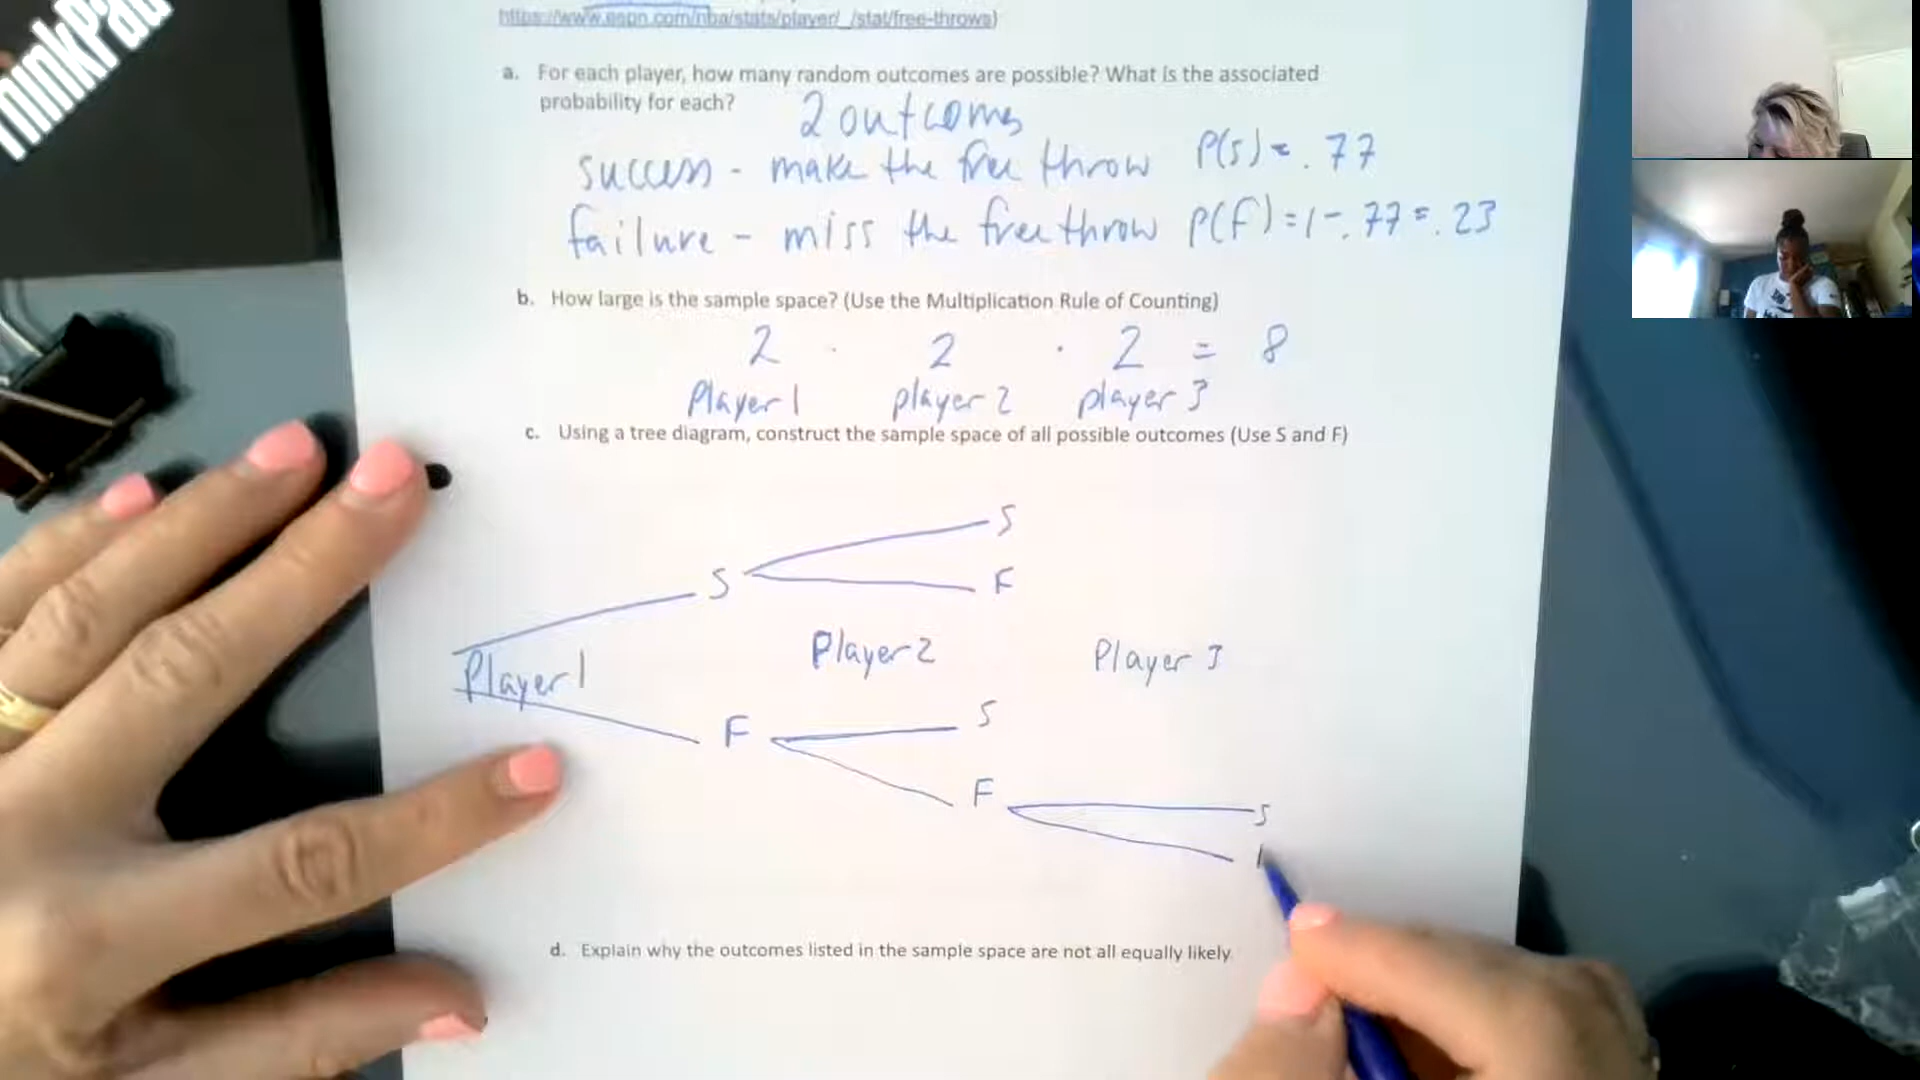 ThinkPad
https://www.espn.com/nba/stats/player/_/stat/free-throws)
a. For each player, how many random outcomes are possible? What is the associated
probability for each? 2 outcoms
success - make the free throw P(s) = .77
failure - miss the free throw P(F) = 1 - .77 = .23
b. How large is the sample space? (Use the Multiplication Rule of Counting)
2 · 2 · 2 = 8
Player 1 player 2 player 3
c. Using a tree diagram, construct the sample space of all possible outcomes (Use S and F)
S
S
F
Player 1 Player 2 Player 3
S
F
F
S
d. Explain why the outcomes listed in the sample space are not all equally likely